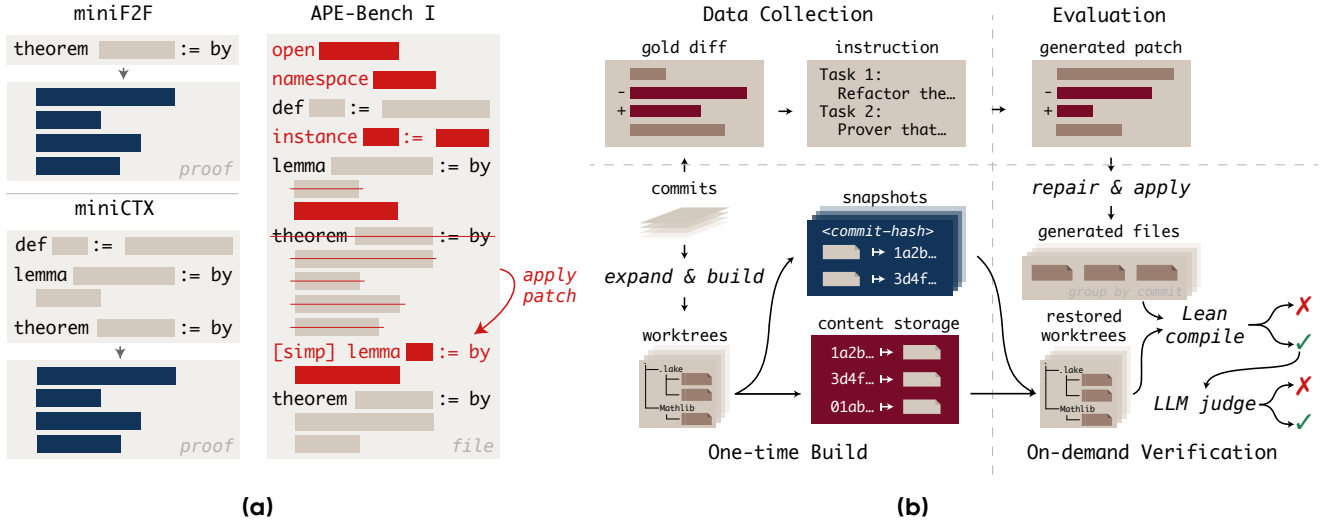 miniF2F
theorem := by
proof
miniCTX
def :=
lemma := by
theorem := by
proof
APE-Bench I
open
namespace
def :=
instance :=
lemma := by
theorem := by
apply
patch
[simp] lemma := by
theorem := by
file
(a)
Data Collection
gold diff
-
+
instruction
Task 1:
Refactor the…
Task 2:
Prover that…
Evaluation
generated patch
-
+
commits
expand & build
worktrees
.
.lake
Mathlib
snapshots
<commit-hash>
1a2b…
3d4f…
content storage
1a2b…
3d4f…
01ab…
One-time Build
repair & apply
generated files
group by commit
restored
worktrees
.
.lake
Mathlib
Lean
compile
✗
✓
LLM judge
✗
✓
On-demand Verification
(b)